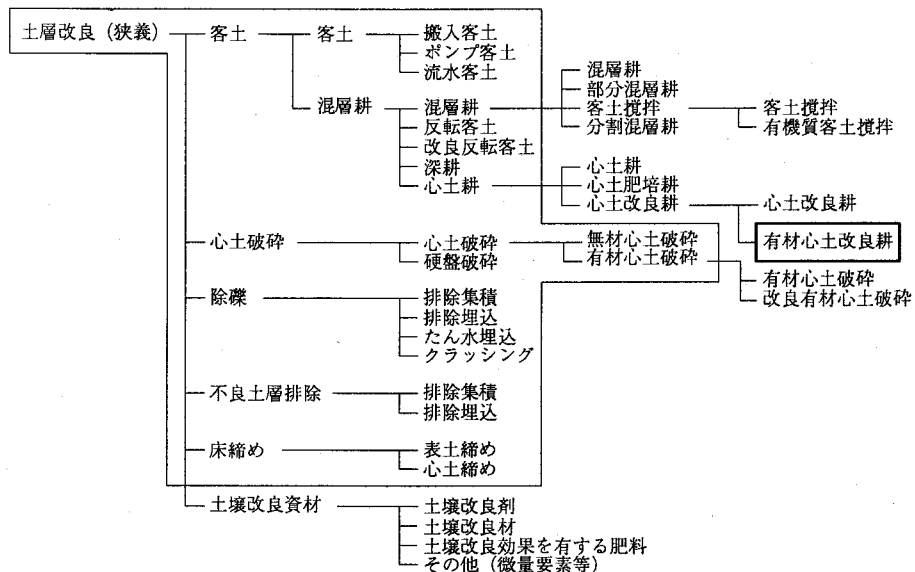 土層改良（狭義）
客土
客土
搬入客土
ポンプ客土
流水客土
混層耕
混層耕
混層耕
部分混層耕
客土撹拌
客土撹拌
有機質客土撹拌
分割混層耕
反転客土
改良反転客土
深耕
心土耕
心土耕
心土肥培耕
心土改良耕
心土改良耕
有材心土改良耕
心土破砕
心土破砕
無材心土破砕
有材心土破砕
有材心土破砕
改良有材心土破砕
硬盤破砕
除礫
排除集積
排除埋込
たん水埋込
クラッシング
不良土層排除
排除集積
排除埋込
床締め
表土締め
心土締め
土壌改良資材
土壌改良剤
土壌改良材
土壌改良効果を有する肥料
その他（微量要素等）